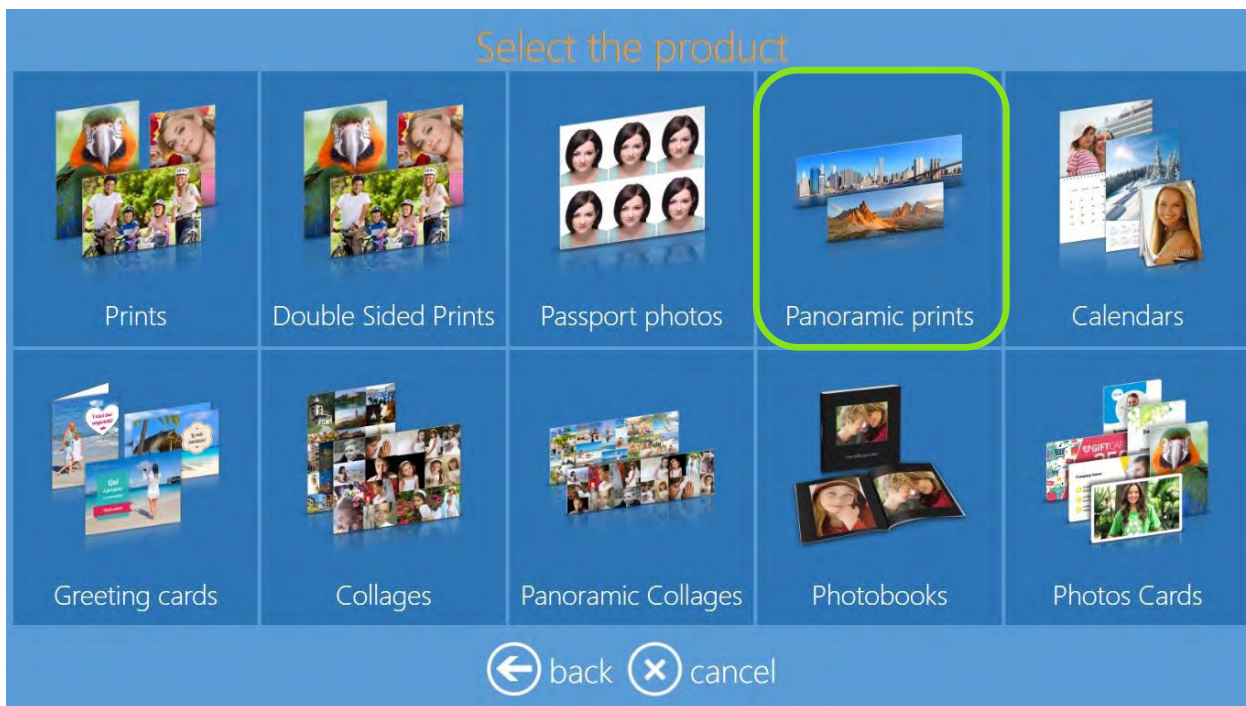 Select the product
Prints
Double Sided Prints
Passport photos
Panoramic prints
Calendars
Greeting cards
Collages
Panoramic Collages
Photobooks
Photos Cards
GIFT
back
cancel